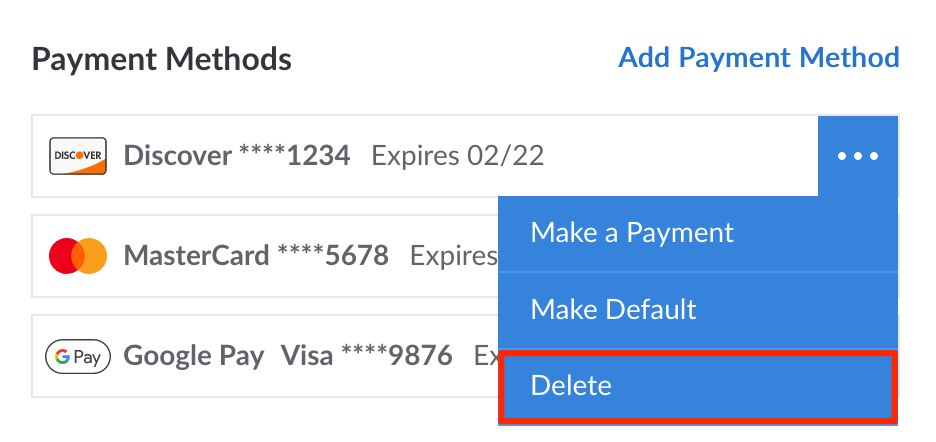 Payment Methods
Add Payment Method
DISCOVER Discover ****1234 Expires 02/22
MasterCard ****5678 Expires
G Pay Google Pay Visa ****9876 Ex
Make a Payment
Make Default
Delete